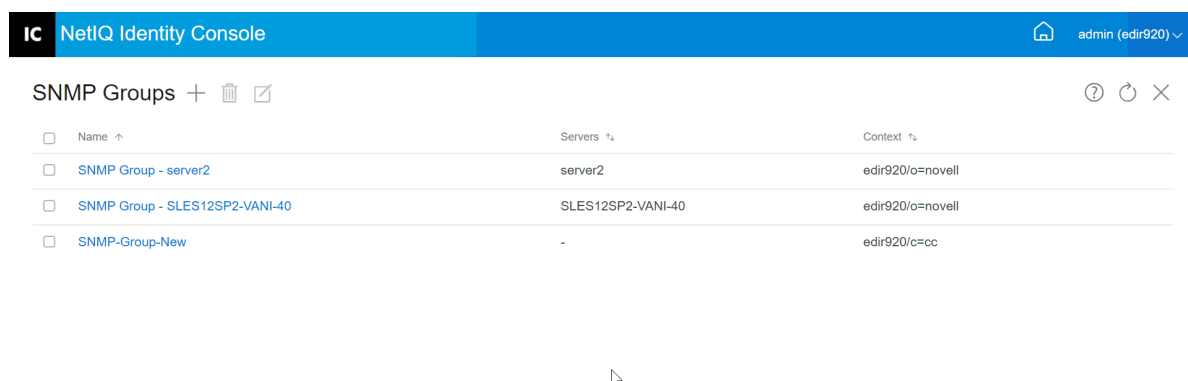 IC NetIQ Identity Console admin (edir920)
SNMP Groups
Name Servers Context
SNMP Group - server2 server2 edir920/o=novell
SNMP Group - SLES12SP2-VANI-40 SLES12SP2-VANI-40 edir920/o=novell
SNMP-Group-New - edir920/c=cc